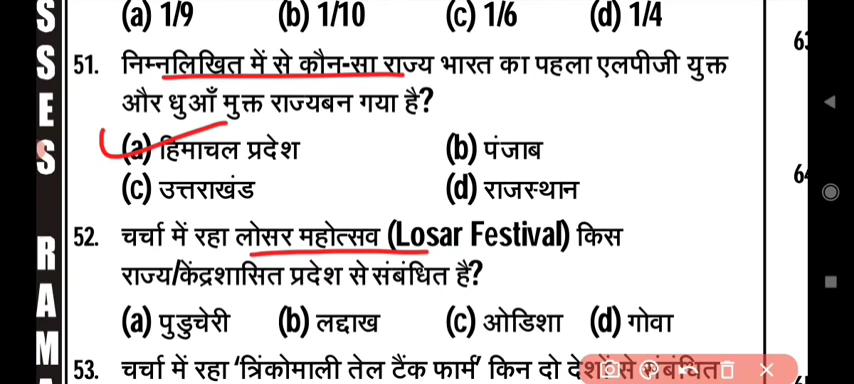 S
S
E
S
R
A
M
(a) 1/9 (b) 1/10 (c) 1/6 (d) 1/4
51. निम्नलिखित में से कौन-सा राज्य भारत का पहला एलपीजी युक्त
और धुआँ मुक्त राज्यबन गया है?
(a) हिमाचल प्रदेश (b) पंजाब
(c) उत्तराखंड (d) राजस्थान
52. चर्चा में रहा लोसर महोत्सव (Losar Festival) किस
राज्य/केंद्रशासित प्रदेश से संबंधित है?
(a) पुडुचेरी (b) लद्दाख (c) ओडिशा (d) गोवा
53. चर्चा में रहा ‘त्रिंकोमाली तेल टैंक फार्म’ किन दो देशों से संबंधित